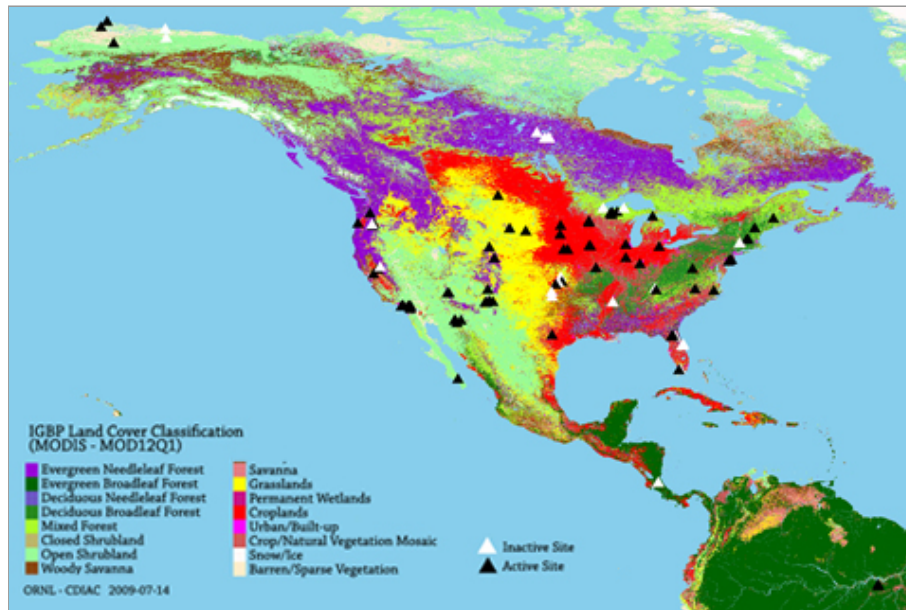 IGBP Land Cover Classification
(MODIS - MOD12Q1)
Evergreen Needleleaf Forest
Evergreen Broadleaf Forest
Deciduous Needleleaf Forest
Deciduous Broadleaf Forest
Mixed Forest
Closed Shrubland
Open Shrubland
Woody Savanna
Savanna
Grasslands
Permanent Wetlands
Croplands
Urban/Built-up
Crop/Natural Vegetation Mosaic
Snow/Ice
Barren/Sparse Vegetation
Inactive Site
Active Site
ORNL - CDIAC 2009-07-14